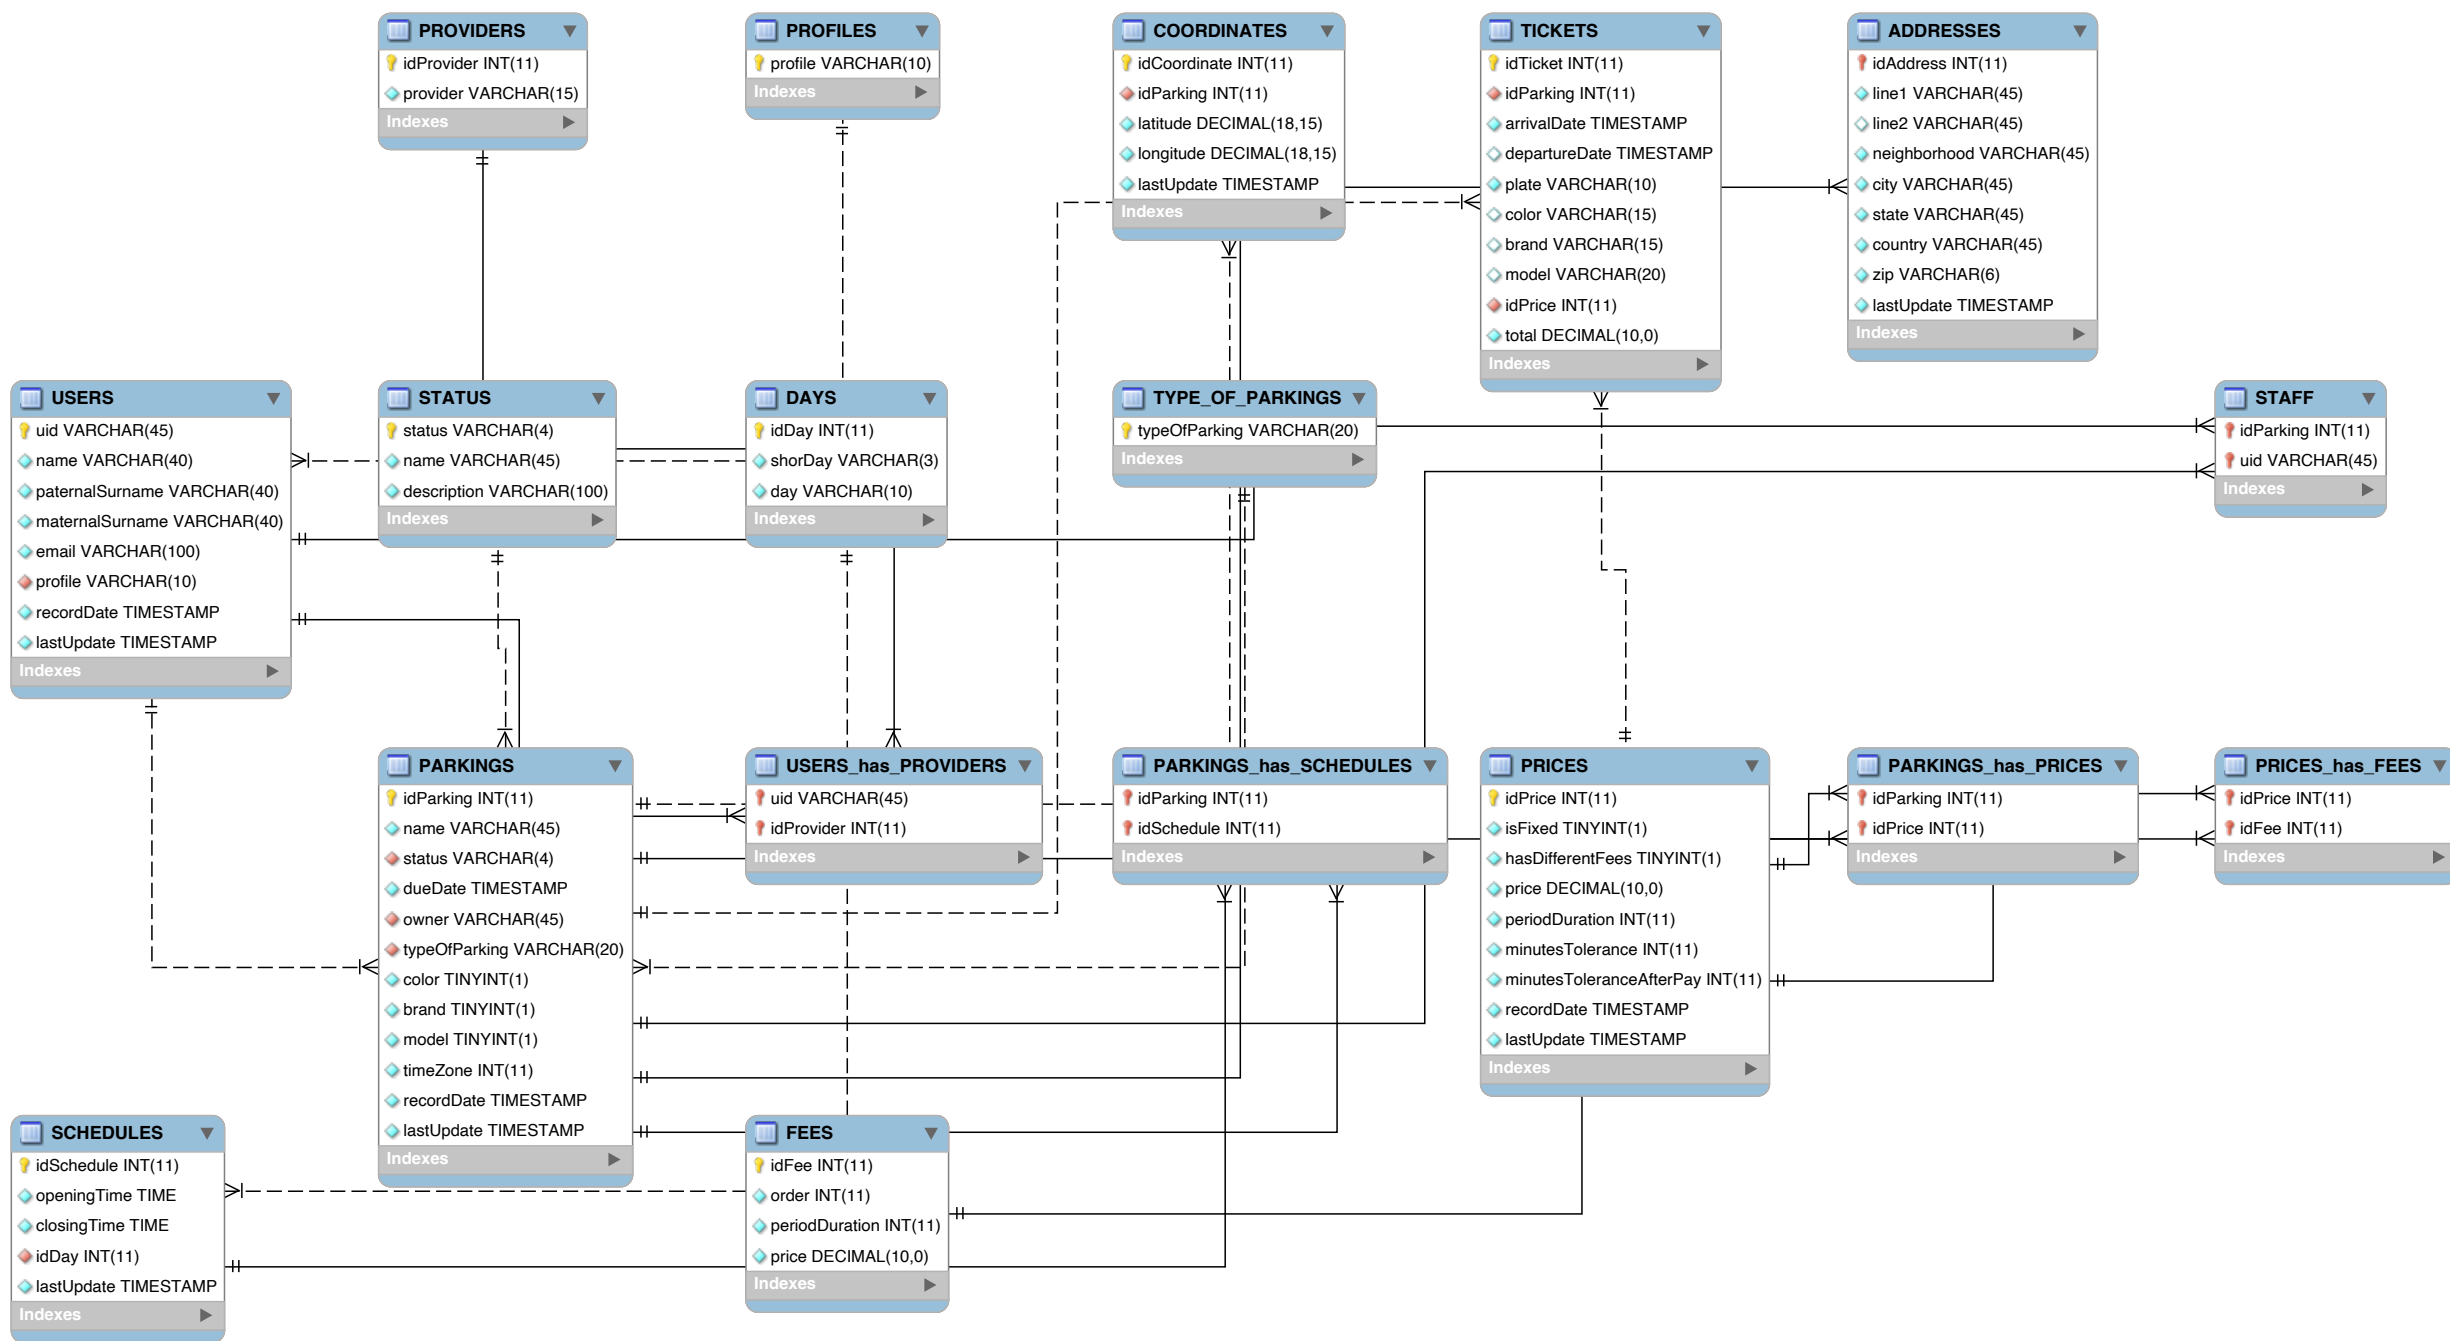 PROVIDERS
idProvider INT(11)
provider VARCHAR(15)
Indexes
PROFILES
profile VARCHAR(10)
Indexes
COORDINATES
idCoordinate INT(11)
idParking INT(11)
latitude DECIMAL(18,15)
longitude DECIMAL(18,15)
lastUpdate TIMESTAMP
Indexes
TICKETS
idTicket INT(11)
idParking INT(11)
arrivalDate TIMESTAMP
departureDate TIMESTAMP
plate VARCHAR(10)
color VARCHAR(15)
brand VARCHAR(15)
model VARCHAR(20)
idPrice INT(11)
total DECIMAL(10,0)
Indexes
ADDRESSES
idAddress INT(11)
line1 VARCHAR(45)
line2 VARCHAR(45)
neighborhood VARCHAR(45)
city VARCHAR(45)
state VARCHAR(45)
country VARCHAR(45)
zip VARCHAR(6)
lastUpdate TIMESTAMP
Indexes
USERS
uid VARCHAR(45)
name VARCHAR(40)
paternalSurname VARCHAR(40)
maternalSurname VARCHAR(40)
email VARCHAR(100)
profile VARCHAR(10)
recordDate TIMESTAMP
lastUpdate TIMESTAMP
Indexes
STATUS
status VARCHAR(4)
name VARCHAR(45)
description VARCHAR(100)
Indexes
DAYS
idDay INT(11)
shorDay VARCHAR(3)
day VARCHAR(10)
Indexes
TYPE_OF_PARKINGS
typeOfParking VARCHAR(20)
Indexes
STAFF
idParking INT(11)
uid VARCHAR(45)
Indexes
PARKINGS
idParking INT(11)
name VARCHAR(45)
status VARCHAR(4)
dueDate TIMESTAMP
owner VARCHAR(45)
typeOfParking VARCHAR(20)
color TINYINT(1)
brand TINYINT(1)
model TINYINT(1)
timeZone INT(11)
recordDate TIMESTAMP
lastUpdate TIMESTAMP
Indexes
USERS_has_PROVIDERS
uid VARCHAR(45)
idProvider INT(11)
Indexes
PARKINGS_has_SCHEDULES
idParking INT(11)
idSchedule INT(11)
Indexes
PRICES
idPrice INT(11)
isFixed TINYINT(1)
hasDifferentFees TINYINT(1)
price DECIMAL(10,0)
periodDuration INT(11)
minutesTolerance INT(11)
minutesToleranceAfterPay INT(11)
recordDate TIMESTAMP
lastUpdate TIMESTAMP
Indexes
PARKINGS_has_PRICES
idParking INT(11)
idPrice INT(11)
Indexes
PRICES_has_FEES
idPrice INT(11)
idFee INT(11)
Indexes
SCHEDULES
idSchedule INT(11)
openingTime TIME
closingTime TIME
idDay INT(11)
lastUpdate TIMESTAMP
Indexes
FEES
idFee INT(11)
order INT(11)
periodDuration INT(11)
price DECIMAL(10,0)
Indexes